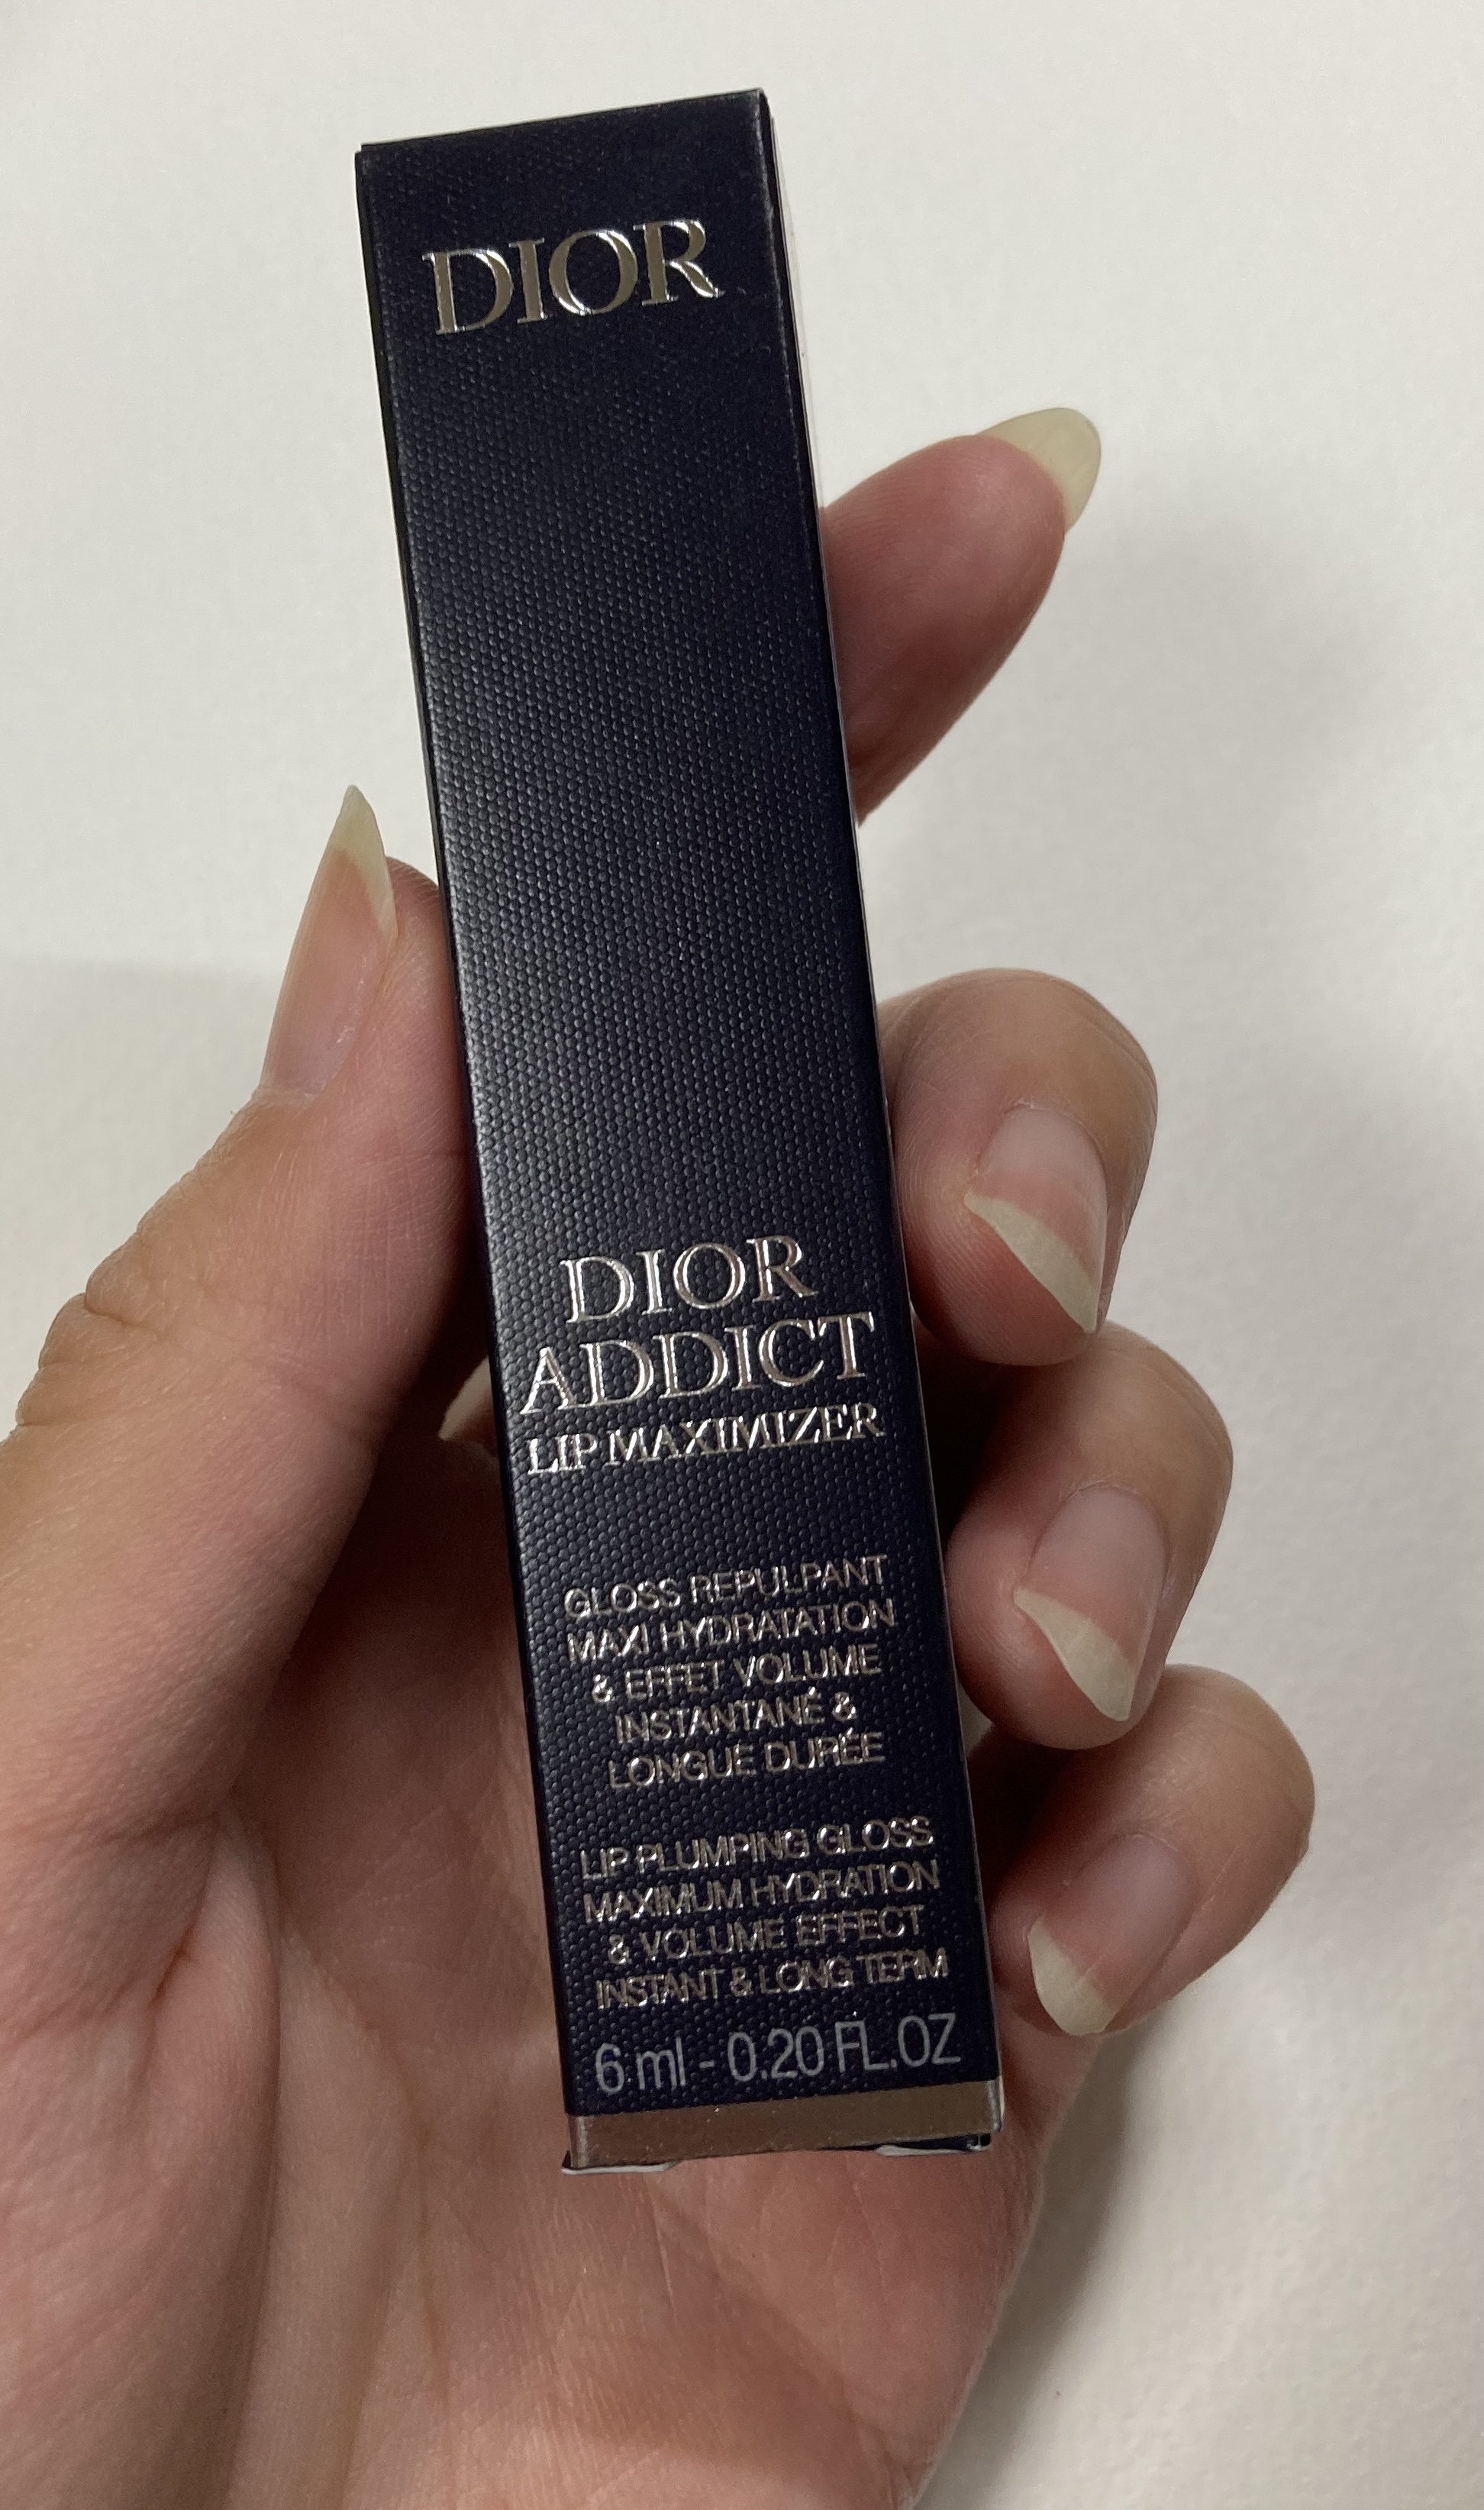 DIOR
DIOR
ADDICT
LIP MAXIMIZER
GLOSS REPULPANT
MAXI HYDRATATION
& EFFET VOLUME
INSTANTANÉ &
LONGUE DURÉE
LIP PLUMPING GLOSS
MAXIMUM HYDRATION
& VOLUME EFFECT
INSTANT & LONG TERM
6 ml - 0.20 FL.OZ